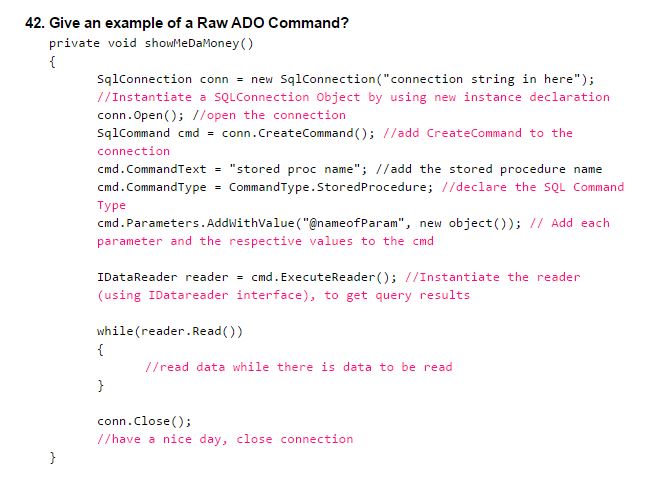 42. Give an example of a Raw ADO Command?
private void showMeDaMoney()
{
SqlConnection conn = new SqlConnection("connection string in here");
//Instantiate a SQLConnection Object by using new instance declaration
conn.Open(); //open the connection
SqlCommand cmd = conn.CreateCommand(); //add CreateCommand to the
connection
cmd.CommandText = "stored proc name"; //add the stored procedure name
cmd.CommandType = CommandType.StoredProcedure; //declare the SQL Command
Type
cmd.Parameters.AddWithValue("@nameofParam", new object()); // Add each
parameter and the respective values to the cmd
IDataReader reader = cmd.ExecuteReader(); //Instantiate the reader
(using IDatareader interface), to get query results
while(reader.Read())
{
//read data while there is data to be read
}
conn.Close();
//have a nice day, close connection
}